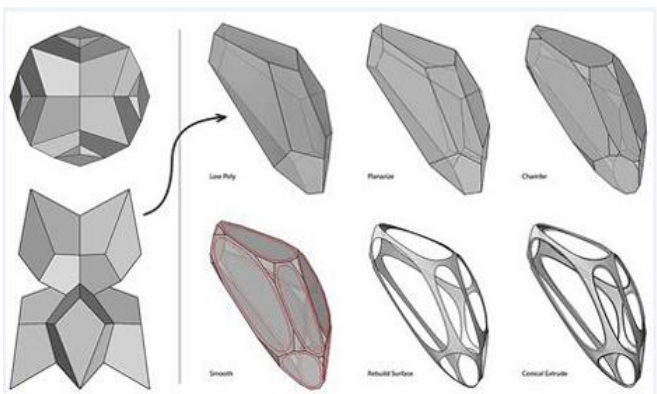 Low Poly
Planarize
Chamfer
Smooth
Rebuild Surface
Conical Extrude